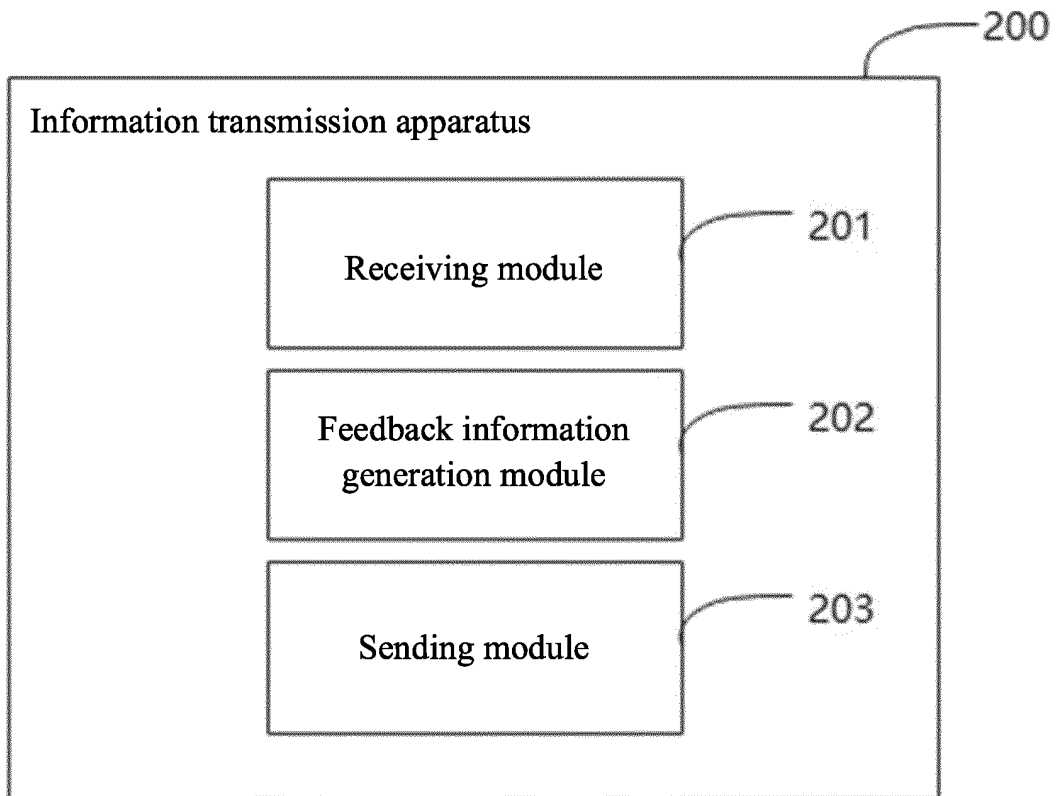 200
Information transmission apparatus
201
Receiving module
202
Feedback information
generation module
203
Sending module